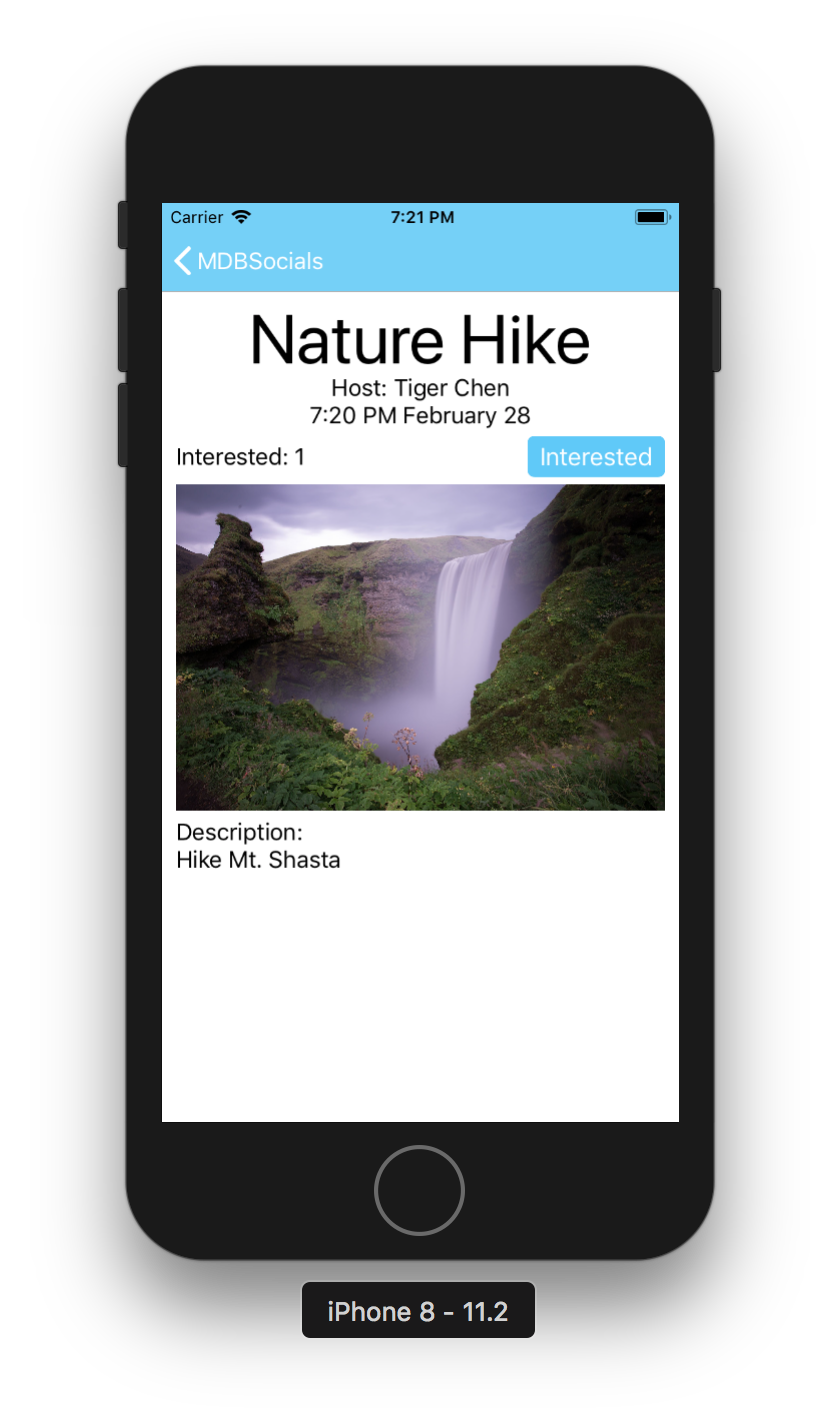 Carrier 7:21 PM
MDBSocials
Nature Hike
Host: Tiger Chen
7:20 PM February 28
Interested: 1 Interested
Description:
Hike Mt. Shasta
iPhone 8 - 11.2